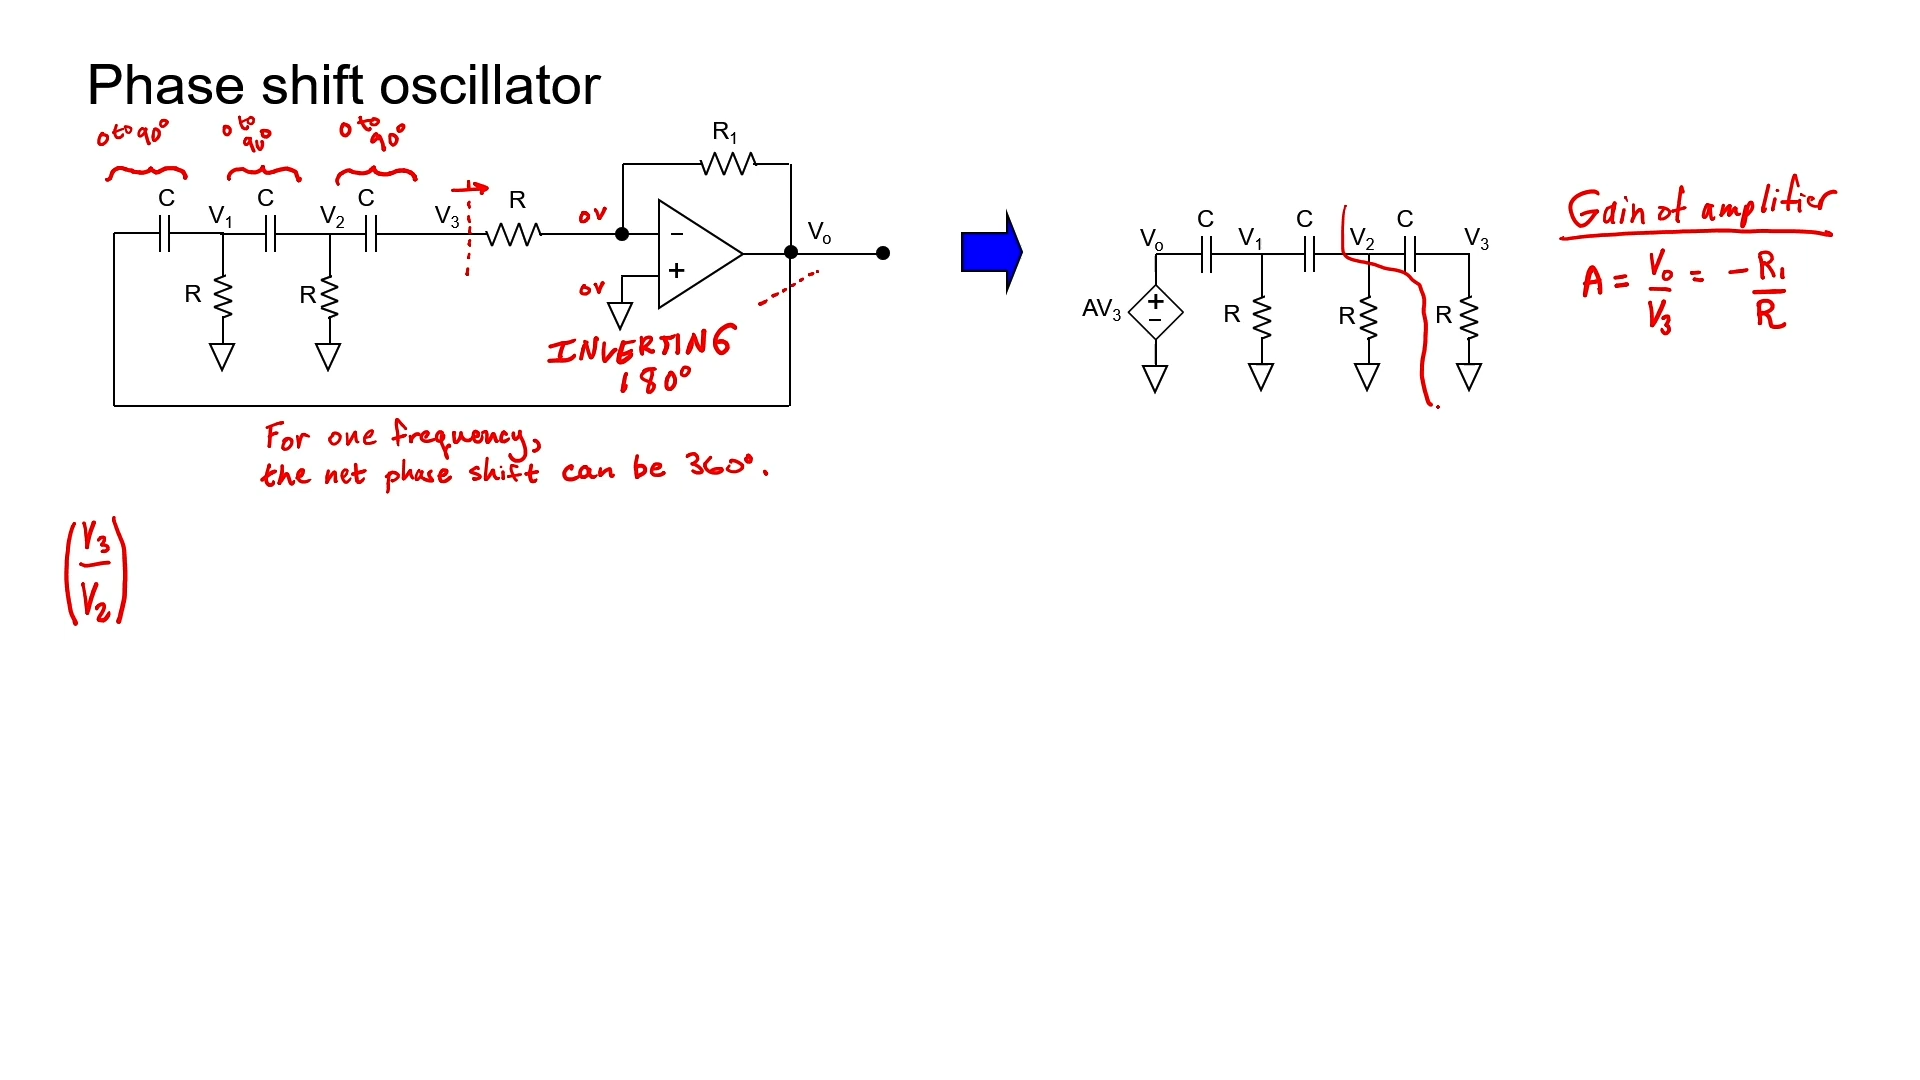 Phase shift oscillator
0 to 90° 0 to 90° 0 to 90°
R₁
C V₁ C V₂ C V₃ R 0V Vₒ
−
+
0V
R R
INVERTING
180°
For one frequency,
the net phase shift can be 360°.
C C C
Vₒ V₁ V₂ V₃
AV₃ + − R R R
Gain of amplifier
A = Vₒ/V₃ = −R₁/R
(V₃/V₂)